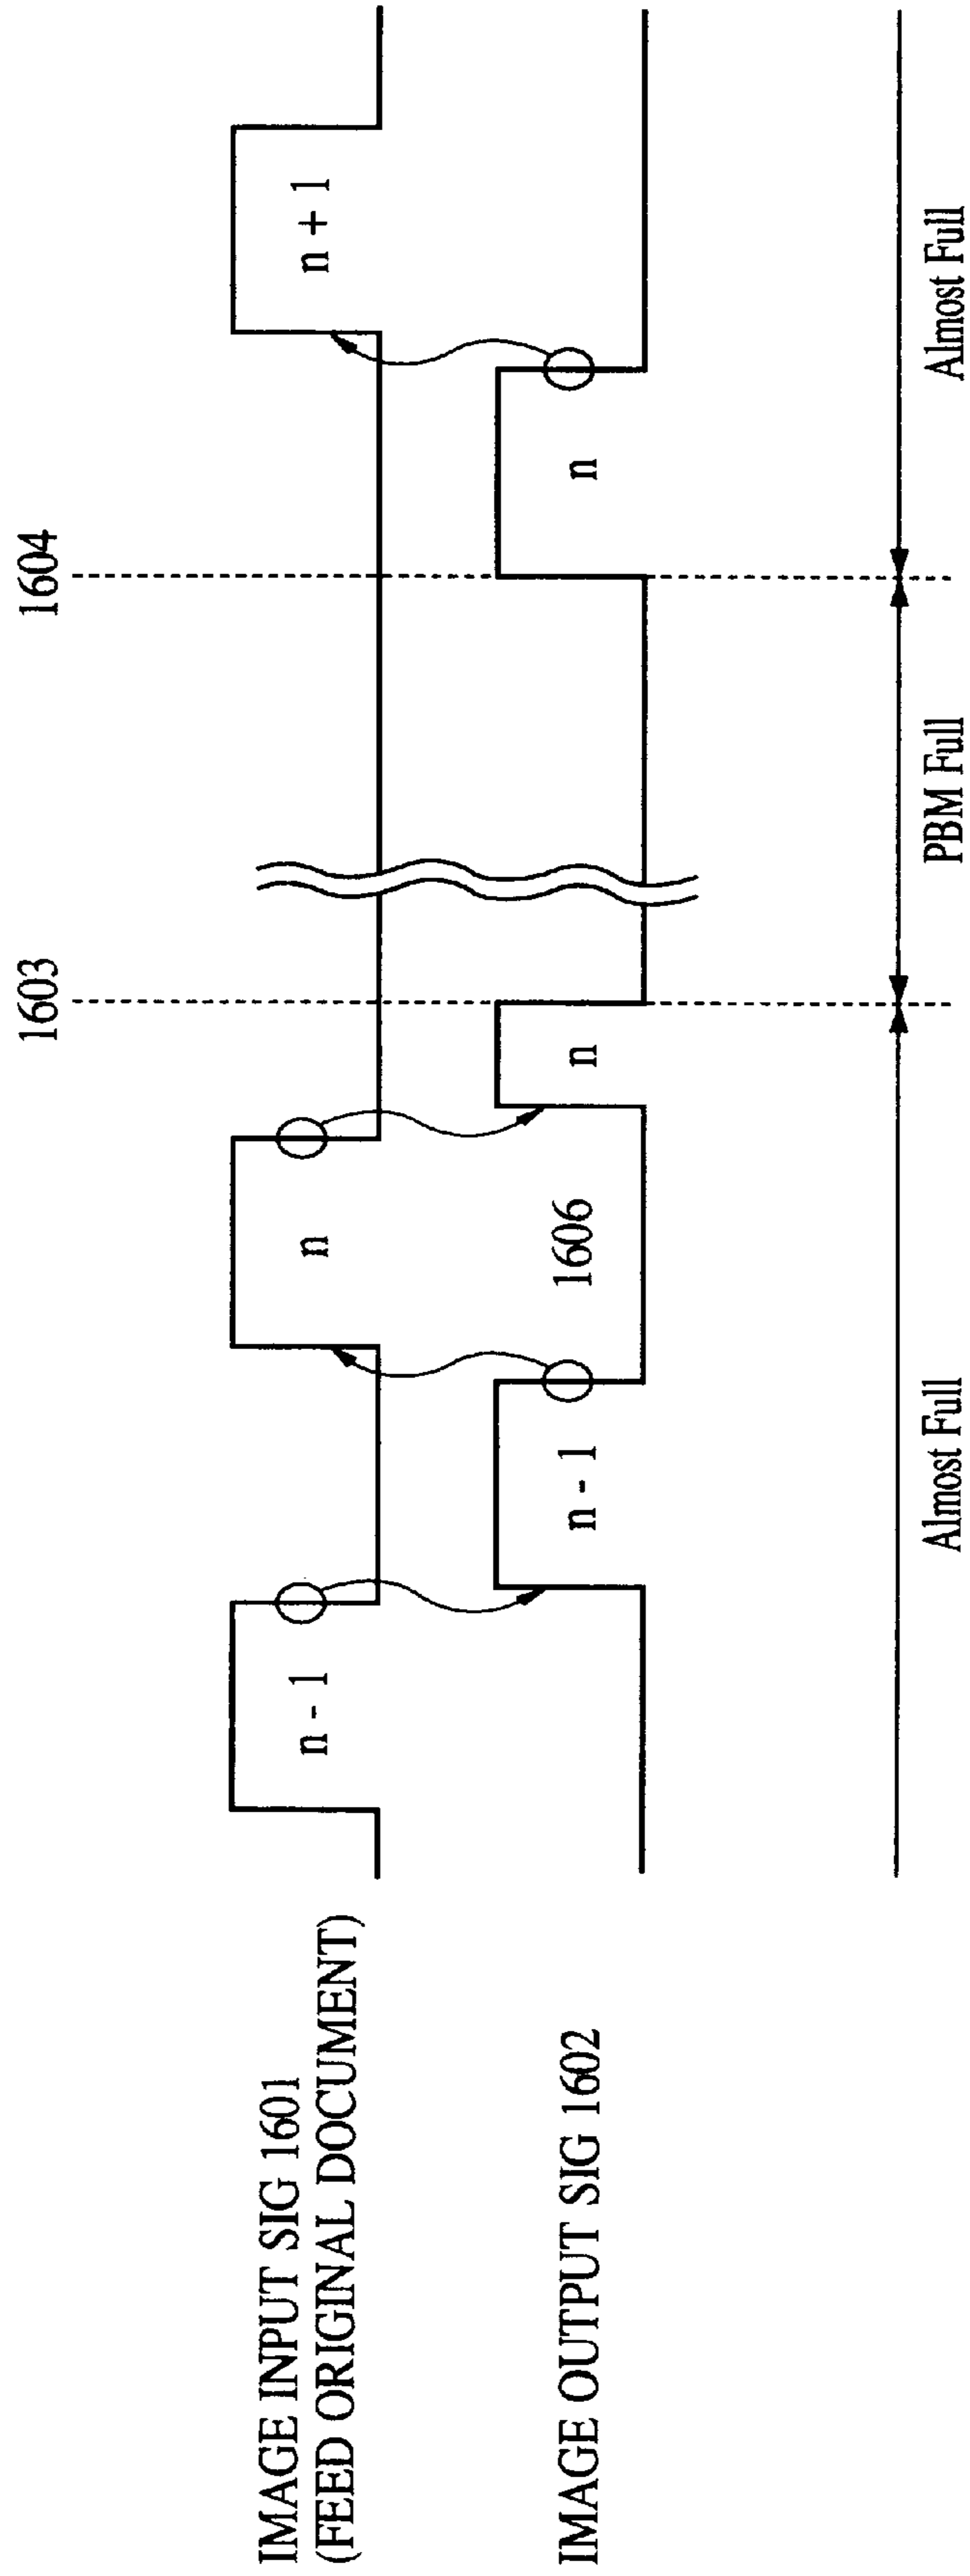 1603
1604
IMAGE INPUT SIG 1601
(FEED ORIGINAL DOCUMENT)
n - 1
n
n + 1
IMAGE OUTPUT SIG 1602
n - 1
1606
n
n
Almost Full
PBM Full
Almost Full